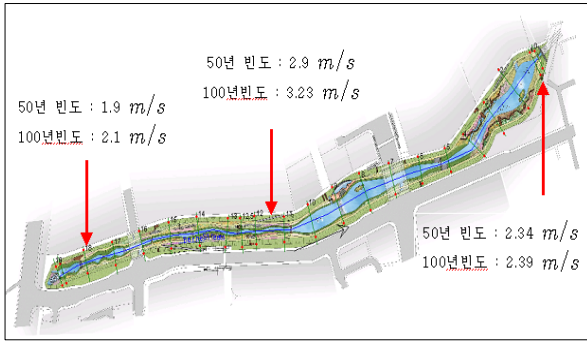 50년 빈도 : 2.9 m/s
100년빈도 : 3.23 m/s
50년 빈도 : 1.9 m/s
100년빈도 : 2.1 m/s
50년 빈도 : 2.34 m/s
100년빈도 : 2.39 m/s